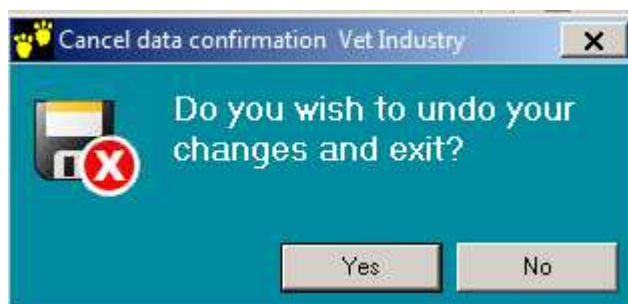 Cancel data confirmation Vet Industry
Do you wish to undo your
changes and exit?
Yes
No